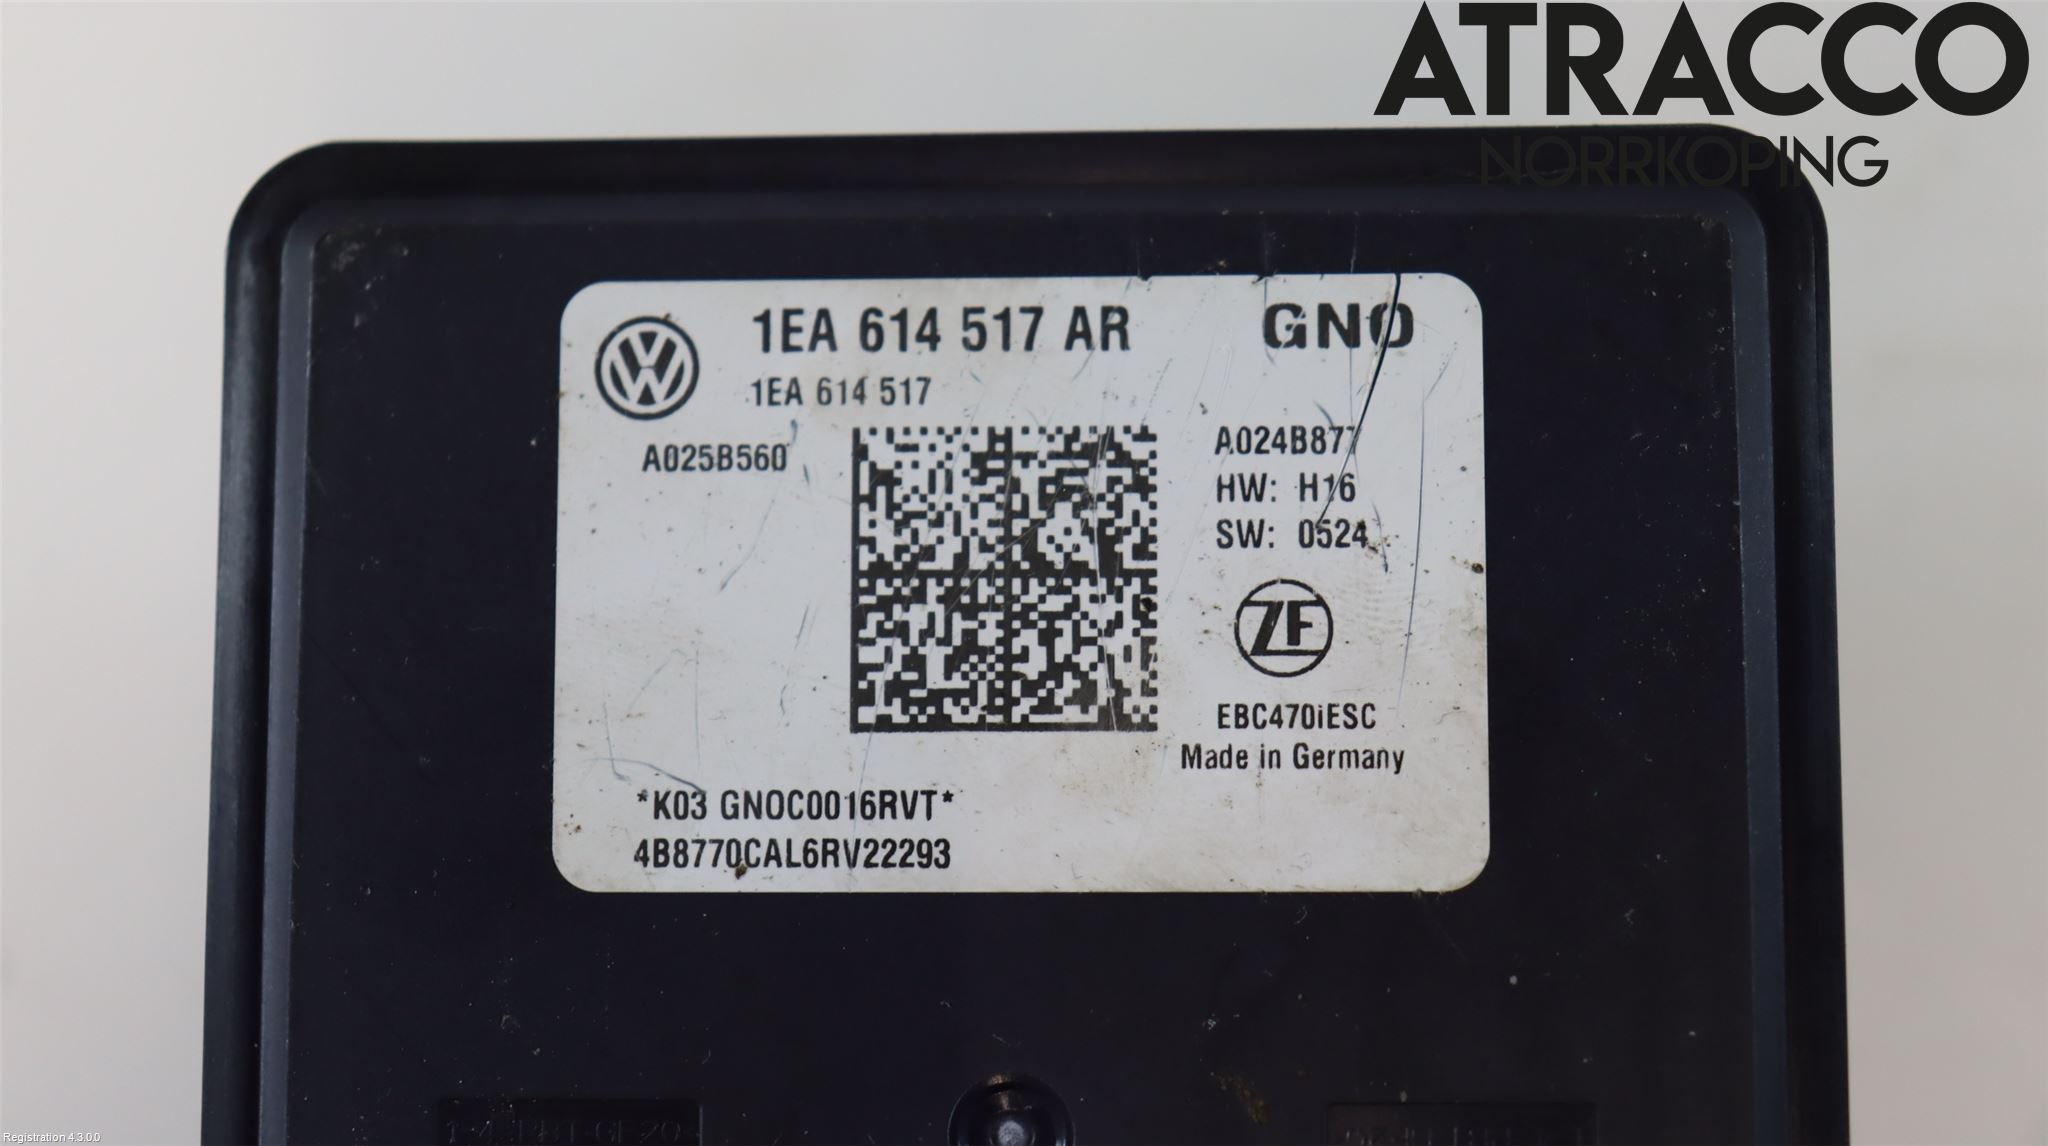 ATRACCO
NORRKOPING
1EA 614 517 AR GNO
1EA 614 517
A025B560
A024B877
HW: H16
SW: 0524
ZF
EBC470iESC
Made in Germany
*K03 GNOC0016RVT*
4B8770CAL6RV22293
Registration 4.3.0.0